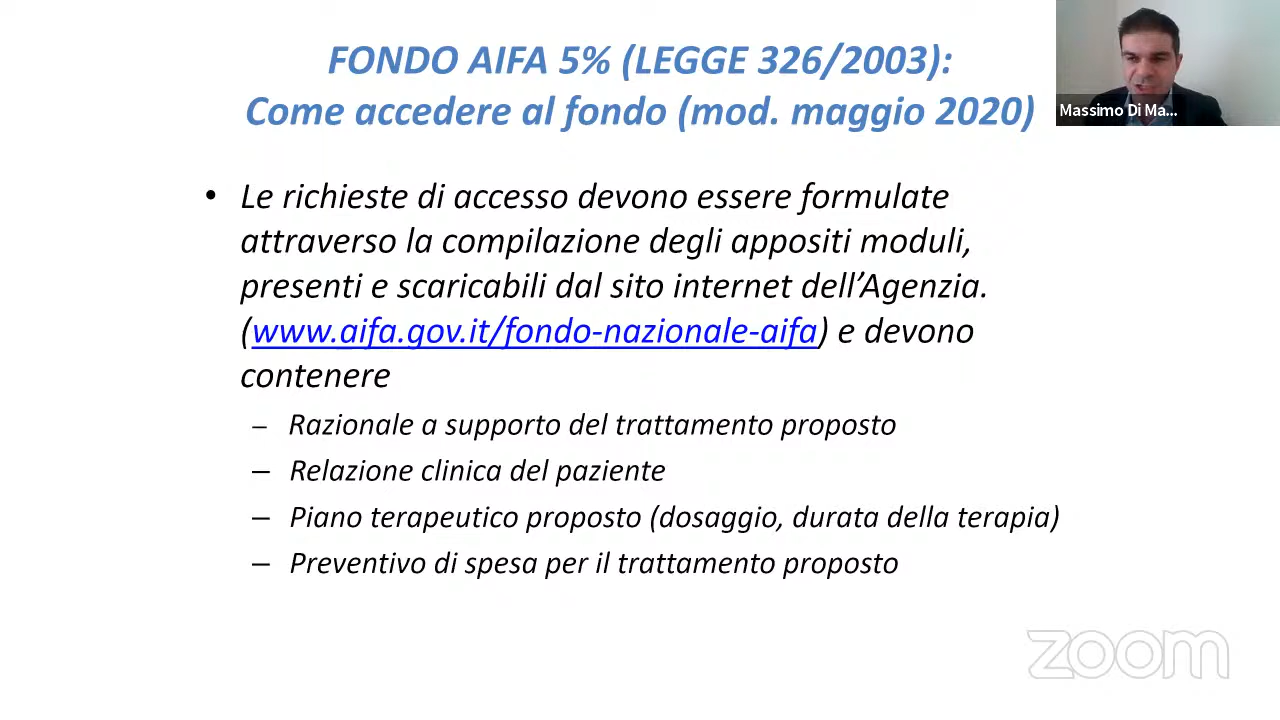 FONDO AIFA 5% (LEGGE 326/2003):
Come accedere al fondo (mod. maggio 2020)
Massimo Di Ma...
• Le richieste di accesso devono essere formulate
attraverso la compilazione degli appositi moduli,
presenti e scaricabili dal sito internet dell’Agenzia.
(www.aifa.gov.it/fondo-nazionale-aifa) e devono
contenere
– Razionale a supporto del trattamento proposto
– Relazione clinica del paziente
– Piano terapeutico proposto (dosaggio, durata della terapia)
– Preventivo di spesa per il trattamento proposto
zoom